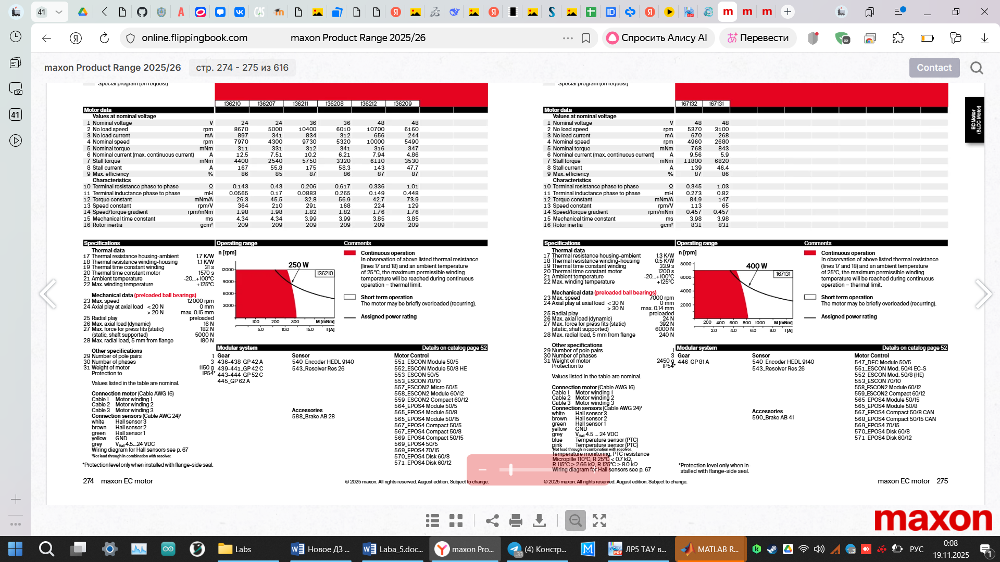 41
online.flippingbook.com
maxon Product Range 2025/26
Спросить Алису AI
Перевести
maxon Product Range 2025/26
стр. 274 - 275 из 616
Contact
41
Special program (on request)
136210 136207 136211 136208 136212 136209
Motor data
Values at nominal voltage
1 Nominal voltage V 24 24 36 36 48 48
2 No load speed rpm 8670 5000 10400 6010 10700 6160
3 No load current mA 897 341 834 312 656 244
4 Nominal speed rpm 7970 4300 9730 5320 10000 5490
5 Nominal torque mNm 311 331 312 341 316 347
6 Nominal current (max. continuous current) A 12.5 7.51 10.2 6.21 7.94 4.86
7 Stall torque mNm 4400 2540 5750 3320 6110 3530
8 Stall current A 167 55.8 175 58.3 143 47.7
9 Max. efficiency % 86 85 87 86 87 87
Characteristics
10 Terminal resistance phase to phase Ω 0.143 0.43 0.206 0.617 0.336 1.01
11 Terminal inductance phase to phase mH 0.0565 0.17 0.0883 0.265 0.149 0.448
12 Torque constant mNm/A 26.3 45.5 32.8 56.9 42.7 73.9
13 Speed constant rpm/V 364 210 291 168 224 129
14 Speed/torque gradient rpm/mNm 1.98 1.98 1.82 1.82 1.76 1.76
15 Mechanical time constant ms 4.34 4.34 3.99 3.99 3.85 3.85
16 Rotor inertia gcm² 209 209 209 209 209 209
Specifications
Thermal data
17 Thermal resistance housing-ambient 1.7 K/W
18 Thermal resistance winding-housing 1.1 K/W
19 Thermal time constant winding 31 s
20 Thermal time constant motor 1570 s
21 Ambient temperature -20...+100°C
22 Max. winding temperature +125°C
Mechanical data (preloaded ball bearings)
23 Max. speed 12000 rpm
24 Axial play at axial load < 20 N 0 mm
> 20 N max. 0.15 mm
25 Radial play preloaded
26 Max. axial load (dynamic) 16 N
27 Max. force for press fits (static) 182 N
(static, shaft supported) 5000 N
28 Max. radial load, 5 mm from flange 180 N
Other specifications
29 Number of pole pairs 1
30 Number of phases 3
31 Weight of motor 1150 g
Protection to IP54*
Values listed in the table are nominal.
Connection motor (Cable AWG 16)
Cable 1 Motor winding 1
Cable 2 Motor winding 2
Cable 3 Motor winding 3
Connection sensors (Cable AWG 24)¹
white Hall sensor 3
brown Hall sensor 2
green Hall sensor 1
yellow GND
grey VHall 4.5...24 VDC
Wiring diagram for Hall sensors see p. 67
¹Not lead through in combination with resolver.
*Protection level only when installed with flange-side seal.
Operating range
n [rpm]
250 W
136210
12000
9000
6000
3000
100 200 300 M [mNm]
5.0 10.0 15.0 I [A]
Comments
Continuous operation
In observation of above listed thermal resistance
(lines 17 and 18) and an ambient temperature
of 25°C, the maximum permissible winding
temperature will be reached during continuous
operation = thermal limit.
Short term operation
The motor may be briefly overloaded (recurring).
Assigned power rating
Modular system Details on catalog page 52
Gear
436-438_GP 42 A
439-441_GP 42 C
443-444_GP 52 C
445_GP 62 A
Sensor
540_Encoder HEDL 9140
543_Resolver Res 26
Accessories
588_Brake AB 28
Motor Control
551_ESCON Module 50/5
552_ESCON Module 50/8 HE
553_ESCON 50/5
553_ESCON 70/10
557_ESCON2 Micro 60/5
558_ESCON2 Module 60/12
559_ESCON2 Compact 60/12
564_EPOS4 Module 50/5
565_EPOS4 Module 50/8
565_EPOS4 Module 50/15
567_EPOS4 Compact 50/5
567_EPOS4 Compact 50/8
569_EPOS4 Compact 50/15
569_EPOS4 50/5
569_EPOS4 70/15
570_EPOS4 Disk 60/8
571_EPOS4 Disk 60/12
274 maxon EC motor
© 2025 maxon. All rights reserved. August edition. Subject to change.
Special program (on request)
167132 167131
EC Motor
(BLDC Motor)
Motor data
Values at nominal voltage
1 Nominal voltage V 48 48
2 No load speed rpm 5370 3100
3 No load current mA 670 268
4 Nominal speed rpm 4960 2680
5 Nominal torque mNm 768 843
6 Nominal current (max. continuous current) A 9.56 5.9
7 Stall torque mNm 11800 6820
8 Stall current A 139 46.4
9 Max. efficiency % 87 86
Characteristics
10 Terminal resistance phase to phase Ω 0.345 1.03
11 Terminal inductance phase to phase mH 0.273 0.82
12 Torque constant mNm/A 84.9 147
13 Speed constant rpm/V 113 65
14 Speed/torque gradient rpm/mNm 0.457 0.457
15 Mechanical time constant ms 3.98 3.98
16 Rotor inertia gcm² 831 831
Specifications
Thermal data
17 Thermal resistance housing-ambient 1.3 K/W
18 Thermal resistance winding-housing 0.5 K/W
19 Thermal time constant winding 33.9 s
20 Thermal time constant motor 1200 s
21 Ambient temperature -20...+100°C
22 Max. winding temperature +125°C
Mechanical data (preloaded ball bearings)
23 Max. speed 7000 rpm
24 Axial play at axial load < 30 N 0 mm
> 30 N max. 0.14 mm
25 Radial play preloaded
26 Max. axial load (dynamic) 24 N
27 Max. force for press fits (static) 392 N
(static, shaft supported) 6000 N
28 Max. radial load, 5 mm from flange 240 N
Other specifications
29 Number of pole pairs 1
30 Number of phases 3
31 Weight of motor 2450 g
Protection to IP54*
Values listed in the table are nominal.
Connection motor (Cable AWG 16)
Cable 1 Motor winding 1
Cable 2 Motor winding 2
Cable 3 Motor winding 3
Connection sensors (Cable AWG 24)¹
white Hall sensor 3
brown Hall sensor 2
green Hall sensor 1
yellow GND
grey VHall 4.5 ... 24 VDC
blue Temperature sensor (PTC)
pink Temperature sensor (PTC)
¹Not lead through in combination with resolver.
Temperature monitoring, PTC resistance
Micropille 110°C, R 25°C < 0.7 kΩ,
R 115°C ≥ 2.66 kΩ, R 125°C ≥ 8.0 kΩ
Wiring diagram for Hall sensors see p. 67
Operating range
n [rpm]
400 W
167131
8000
6000
4000
2000
200 400 600 800 1000 M [mNm]
2.0 4.0 6.0 8.0 I [A]
Comments
Continuous operation
In observation of above listed thermal resistance
(lines 17 and 18) and an ambient temperature
of 25°C, the maximum permissible winding
temperature will be reached during continuous
operation = thermal limit.
Short term operation
The motor may be briefly overloaded (recurring).
Assigned power rating
Modular system Details on catalog page 52
Gear
446_GP 81 A
Sensor
540_Encoder HEDL 9140
543_Resolver Res 26
Accessories
590_Brake AB 41
Motor Control
547_DEC Module 50/5
551_ESCON Mod. 50/4 EC-S
552_ESCON Mod. 50/8 (HE)
553_ESCON 70/10
558_ESCON2 Module 60/12
559_ESCON2 Compact 60/12
565_EPOS4 Module 50/15
565_EPOS4 Module 50/8
567_EPOS4 Compact 50/8 CAN
568_EPOS4 Compact 50/15 CAN
569_EPOS4 70/15
570_EPOS4 Disk 60/8
571_EPOS4 Disk 60/12
*Protection level only when in-
stalled with flange-side seal.
© 2025 maxon. All rights reserved. August edition. Subject to change.
maxon EC motor 275
maxon
Labs
Новое ДЗ ...
Laba_5.doc...
maxon Pro...
(4) Констр...
ЛР5 ТАУ в...
MATLAB R...
РУС
0:08
19.11.2025
1